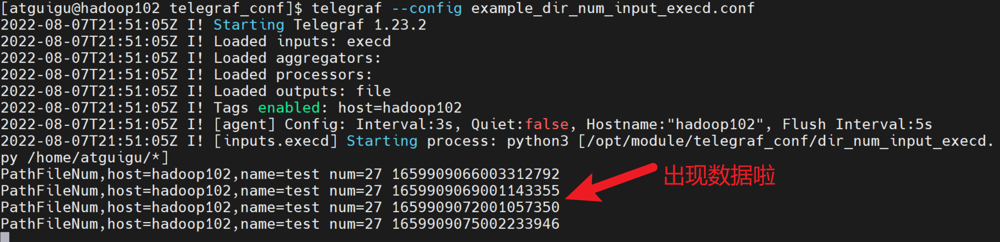 [atguigu@hadoop102 telegraf_conf]$ telegraf --config example_dir_num_input_execd.conf
2022-08-07T21:51:05Z I! Starting Telegraf 1.23.2
2022-08-07T21:51:05Z I! Loaded inputs: execd
2022-08-07T21:51:05Z I! Loaded aggregators:
2022-08-07T21:51:05Z I! Loaded processors:
2022-08-07T21:51:05Z I! Loaded outputs: file
2022-08-07T21:51:05Z I! Tags enabled: host=hadoop102
2022-08-07T21:51:05Z I! [agent] Config: Interval:3s, Quiet:false, Hostname:"hadoop102", Flush Interval:5s
2022-08-07T21:51:05Z I! [inputs.execd] Starting process: python3 [/opt/module/telegraf_conf/dir_num_input_execd.
py /home/atguigu/*]
PathFileNum,host=hadoop102,name=test num=27 1659909066003312792
出现数据啦
PathFileNum,host=hadoop102,name=test num=27 1659909069001143355
PathFileNum,host=hadoop102,name=test num=27 1659909072001057350
PathFileNum,host=hadoop102,name=test num=27 1659909075002233946